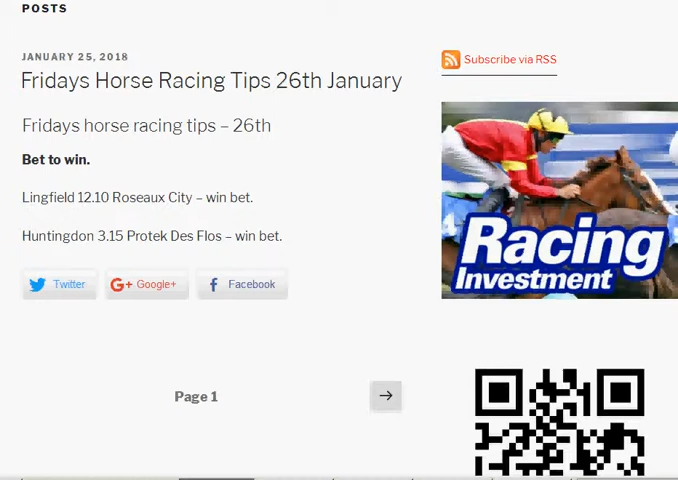 POSTS
JANUARY 25, 2018
Fridays Horse Racing Tips 26th January
Fridays horse racing tips – 26th
Bet to win.
Lingfield 12.10 Roseaux City – win bet.
Huntingdon 3.15 Protek Des Flos – win bet.
Twitter
Google+
Facebook
Page 1
Subscribe via RSS
Racing
Investment